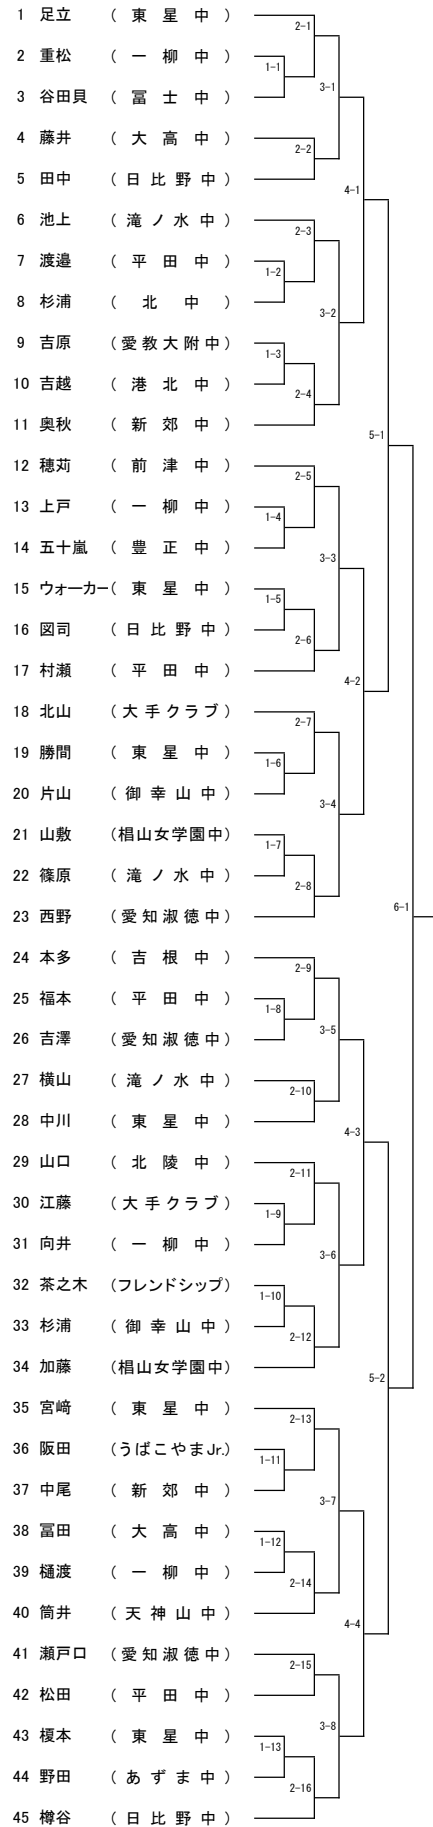 1 足立 （ 東 星 中 ）
2 重松 （ 一 柳 中 ）
3 谷田貝 （ 冨 士 中 ）
4 藤井 （ 大 高 中 ）
5 田中 （ 日 比 野 中 ）
6 池上 （ 滝 ノ 水 中 ）
7 渡邉 （ 平 田 中 ）
8 杉浦 （ 北 中 ）
9 吉原 （ 愛 教 大 附 中 ）
10 吉越 （ 港 北 中 ）
11 奥秋 （ 新 郊 中 ）
12 穂苅 （ 前 津 中 ）
13 上戸 （ 一 柳 中 ）
14 五十嵐 （ 豊 正 中 ）
15 ウォーカー （ 東 星 中 ）
16 図司 （ 日 比 野 中 ）
17 村瀬 （ 平 田 中 ）
18 北山 （ 大 手 ク ラ ブ ）
19 勝間 （ 東 星 中 ）
20 片山 （ 御 幸 山 中 ）
21 山敷 （椙山女学園中）
22 篠原 （ 滝 ノ 水 中 ）
23 西野 （ 愛 知 淑 徳 中 ）
24 本多 （ 吉 根 中 ）
25 福本 （ 平 田 中 ）
26 吉澤 （ 愛 知 淑 徳 中 ）
27 横山 （ 滝 ノ 水 中 ）
28 中川 （ 東 星 中 ）
29 山口 （ 北 陵 中 ）
30 江藤 （ 大 手 ク ラ ブ ）
31 向井 （ 一 柳 中 ）
32 茶之木 （フレンドシップ）
33 杉浦 （ 御 幸 山 中 ）
34 加藤 （椙山女学園中）
35 宮﨑 （ 東 星 中 ）
36 阪田 （うばこやまJr.）
37 中尾 （ 新 郊 中 ）
38 冨田 （ 大 高 中 ）
39 樋渡 （ 一 柳 中 ）
40 筒井 （ 天 神 山 中 ）
41 瀬戸口 （ 愛 知 淑 徳 中 ）
42 松田 （ 平 田 中 ）
43 榎本 （ 東 星 中 ）
44 野田 （ あ ず ま 中 ）
45 樽谷 （ 日 比 野 中 ）
1-1
1-2
1-3
1-4
1-5
1-6
1-7
1-8
1-9
1-10
1-11
1-12
1-13
2-1
2-2
2-3
2-4
2-5
2-6
2-7
2-8
2-9
2-10
2-11
2-12
2-13
2-14
2-15
2-16
3-1
3-2
3-3
3-4
3-5
3-6
3-7
3-8
4-1
4-2
4-3
4-4
5-1
5-2
6-1